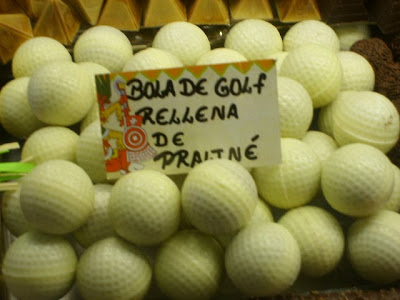 BOLA DE GOLF
RELLENA
DE
PRALINÉ